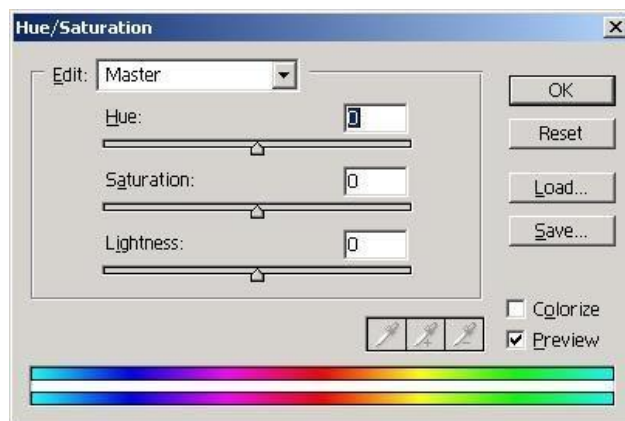 Hue/Saturation
Edit: Master
OK
Hue: 0
Reset
Saturation: 0
Load...
Lightness: 0
Save...
Colorize
Preview